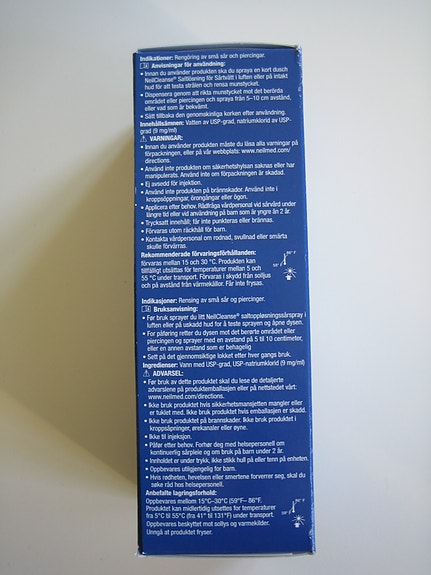 Indikationer: Rengöring av små sår och piercingar.
Anvisningar för användning:
• Innan du använder produkten ska du spraya en kort dusch
NeilCleanse® Saltlösning för Sårtvätt i luften eller på intakt
hud för att testa strålen och rensa munstycket.
• Dispensera genom att rikta munstycket mot det berörda
området eller piercingen och spraya från 5–10 cm avstånd,
eller vad som är bekvämt.
• Sätt tillbaka den genomskinliga korken efter användning.
Innehållsämnen: Vatten av USP-grad, natriumklorid av USP-
grad (9 mg/ml)
⚠ VARNINGAR:
• Innan du använder produkten måste du läsa alla varningar på
förpackningen, eller på vår webbplats: www.neilmed.com/
directions.
• Använd inte produkten om säkerhetshylsan saknas eller har
manipulerats. Använd inte om förpackningen är skadad.
• Ej avsedd för injektion.
• Använd inte produkten på brännskador. Använd inte i
kroppsöppningar, örongångar eller ögon.
• Applicera efter behov. Rådfråga vårdpersonal vid sårvård under
längre tid eller vid användning på barn som är yngre än 2 år.
• Trycksatt innehåll; får inte punkteras eller brännas.
• Förvaras utom räckhåll för barn.
• Kontakta vårdpersonal om rodnad, svullnad eller smärta
skulle förvärras.
Rekommenderade förvaringsförhållanden:
förvaras mellan 15 och 30 °C. Produkten kan
tillfälligt utsättas för temperaturer mellan 5 och
55 °C under transport. Förvaras i skydd från solljus
och på avstånd från värmekällor. Får inte frysas.
59° F
86° F
Indikasjoner: Rensing av små sår og piercinger.
Bruksanvisning:
• Før bruk sprayer du litt NeilCleanse® saltoppløsningssårspray i
luften eller på uskadd hud for å teste sprayen og åpne dysen.
• For påføring retter du dysen mot det berørte området eller
piercingen og sprayer med en avstand på 5 til 10 centimeter,
eller en annen avstand som er behagelig
• Sett på det gjennomsiktige lokket etter hver gangs bruk.
Ingredienser: Vann med USP-grad, USP-natriumklorid (9 mg/ml)
⚠ ADVARSEL:
• Før bruk av dette produktet skal du lese de detaljerte
advarslene på produktemballasjen eller på nettstedet vårt:
www.neilmed.com/directions.
• Ikke bruk produktet hvis sikkerhetsmansjetten mangler eller
er tuklet med. Ikke bruk produktet hvis emballasjen er skadd.
• Ikke bruk produktet på brannskader. Ikke bruk produktet i
kroppsåpninger, ørekanaler eller øyne.
• Ikke til injeksjon.
• Påfør etter behov. Forhør deg med helsepersonell om
kontinuerlig sårpleie og om bruk på barn under 2 år.
• Innholdet er under trykk, ikke stikk hull på eller tenn på enheten.
• Oppbevares utilgjengelig for barn.
• Hvis rødheten, hevelsen eller smertene forverrer seg, skal du
søke råd hos helsepersonell.
Anbefalte lagringsforhold:
Oppbevares mellom 15°C–30°C (59°F– 86°F.
Produktet kan midlertidig utsettes for temperaturer
fra 5°C til 55°C (fra 41° til 131°F) under transport.
Oppbevares beskyttet mot sollys og varmekilder.
Unngå at produktet fryser.
59° F
86° F